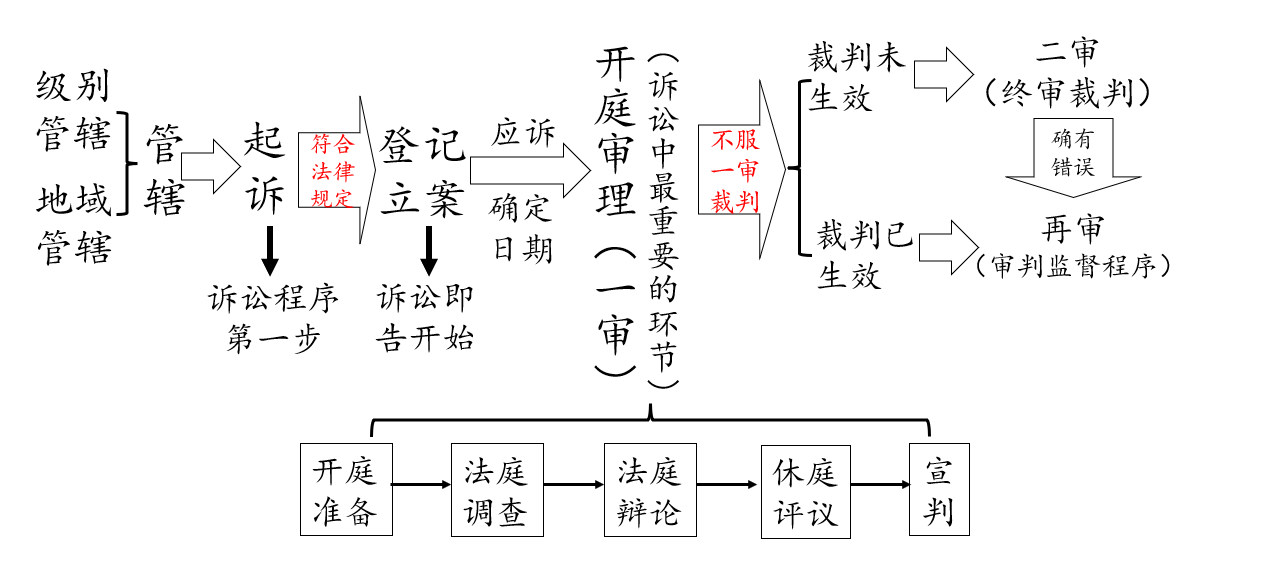 级别
管辖
地域
管辖
管
辖
起
诉
诉讼程序
第一步
符合
法律
规定
登记
立案
诉讼即
告开始
应诉
确定
日期
开庭审理（一审）
（诉讼中最重要的环节）
不服
一审
裁判
裁判未
生效
二审
（终审裁判）
确有
错误
裁判已
生效
再审
（审判监督程序）
开庭
准备
法庭
调查
法庭
辩论
休庭
评议
宣
判